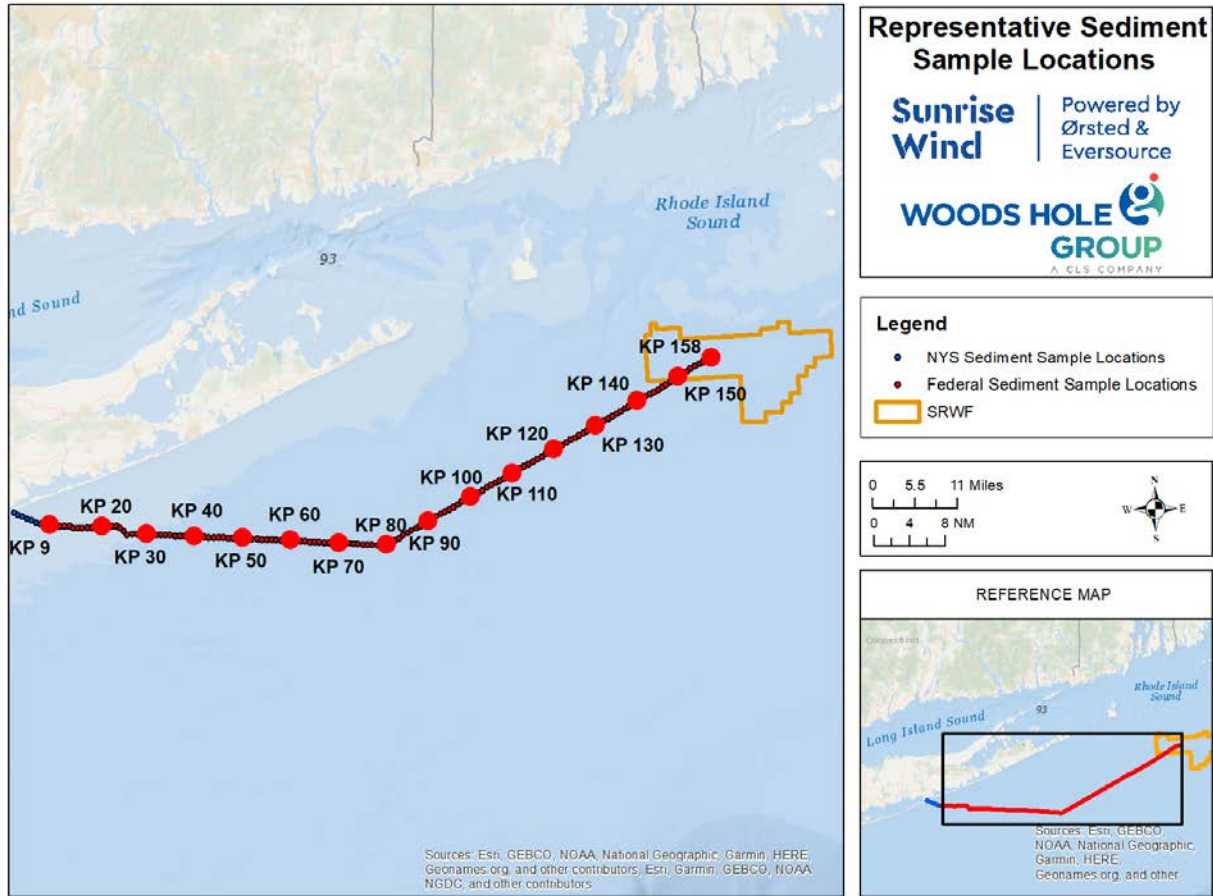 Rhode Island
Sound
93
nd Sound
KP 158
KP 140
KP 150
KP 120
KP 130
KP 100
KP 110
KP 20
KP 40
KP 60
KP 80
KP 90
KP 9
KP 30
KP 50
KP 70
Sources: Esri, GEBCO, NOAA, National Geographic, Garmin, HERE,
Geonames.org, and other contributors, Esri, Garmin, GEBCO, NOAA
NGDC, and other contributors
Representative Sediment
Sample Locations
Sunrise
Wind
Powered by
Ørsted &
Eversource
WOODS HOLE
GROUP
A CLS COMPANY
Legend
NYS Sediment Sample Locations
Federal Sediment Sample Locations
SRWF
0 5.5 11 Miles
0 4 8 NM
N
W E
S
REFERENCE MAP
Connecticut
Rhode Island
Sound
93
Long Island Sound
Sources: Esri, GEBCO,
NOAA, National Geographic,
Garmin, HERE,
Geonames.org, and other